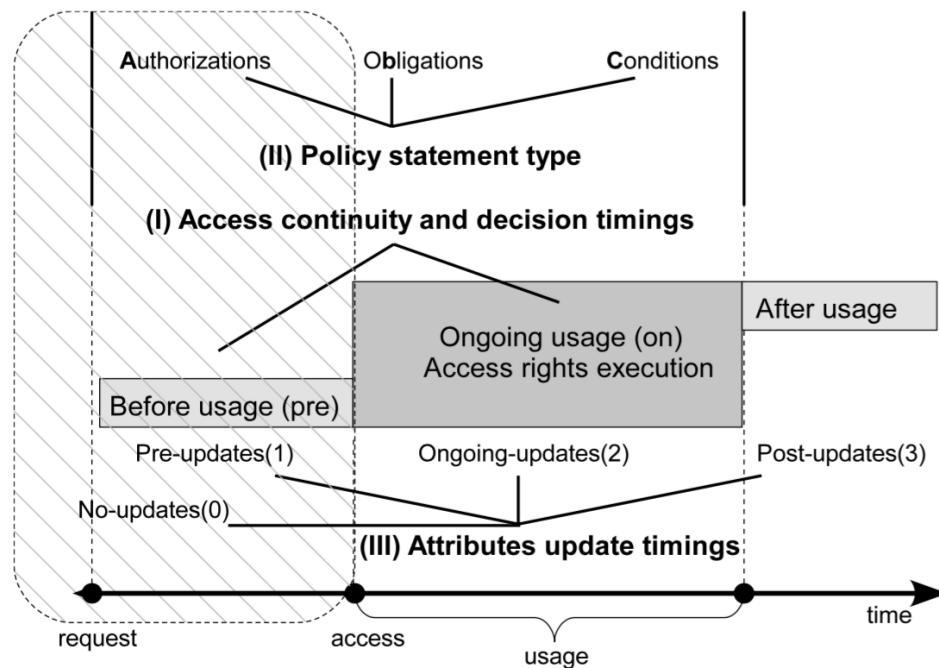 Authorizations Obligations Conditions
(II) Policy statement type
(I) Access continuity and decision timings
After usage
Ongoing usage (on)
Access rights execution
Before usage (pre)
Pre-updates(1) Ongoing-updates(2) Post-updates(3)
No-updates(0)
(III) Attributes update timings
time
request access
usage